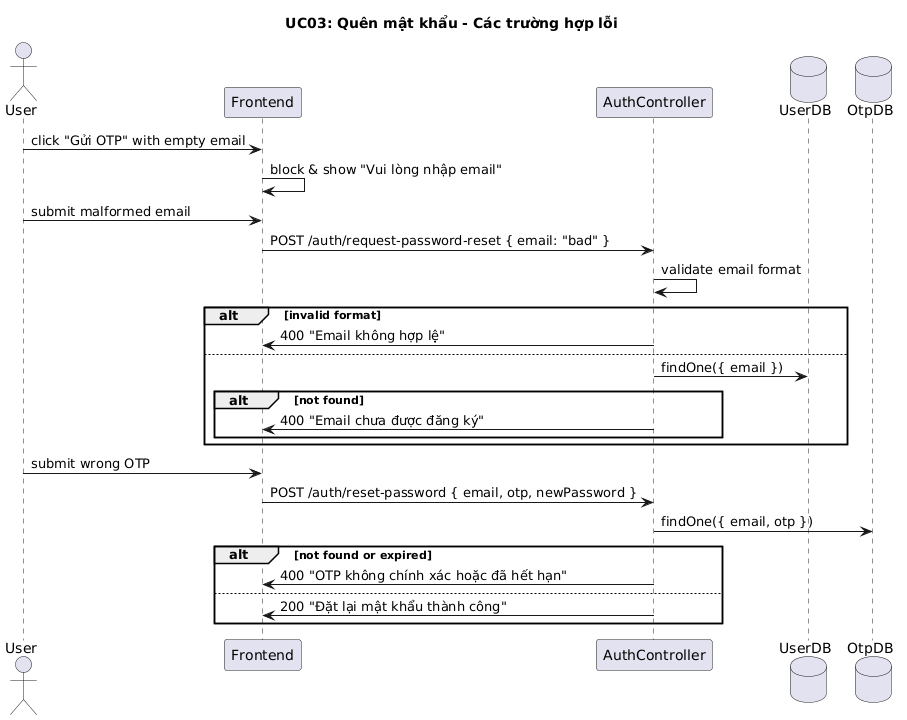 UC03: Quên mật khẩu - Các trường hợp lỗi
User
Frontend
AuthController
UserDB
OtpDB
click "Gửi OTP" with empty email
block & show "Vui lòng nhập email"
submit malformed email
POST /auth/request-password-reset { email: "bad" }
validate email format
alt [invalid format]
400 "Email không hợp lệ"
findOne({ email })
alt [not found]
400 "Email chưa được đăng ký"
submit wrong OTP
POST /auth/reset-password { email, otp, newPassword }
findOne({ email, otp })
alt [not found or expired]
400 "OTP không chính xác hoặc đã hết hạn"
200 "Đặt lại mật khẩu thành công"
User
Frontend
AuthController
UserDB
OtpDB